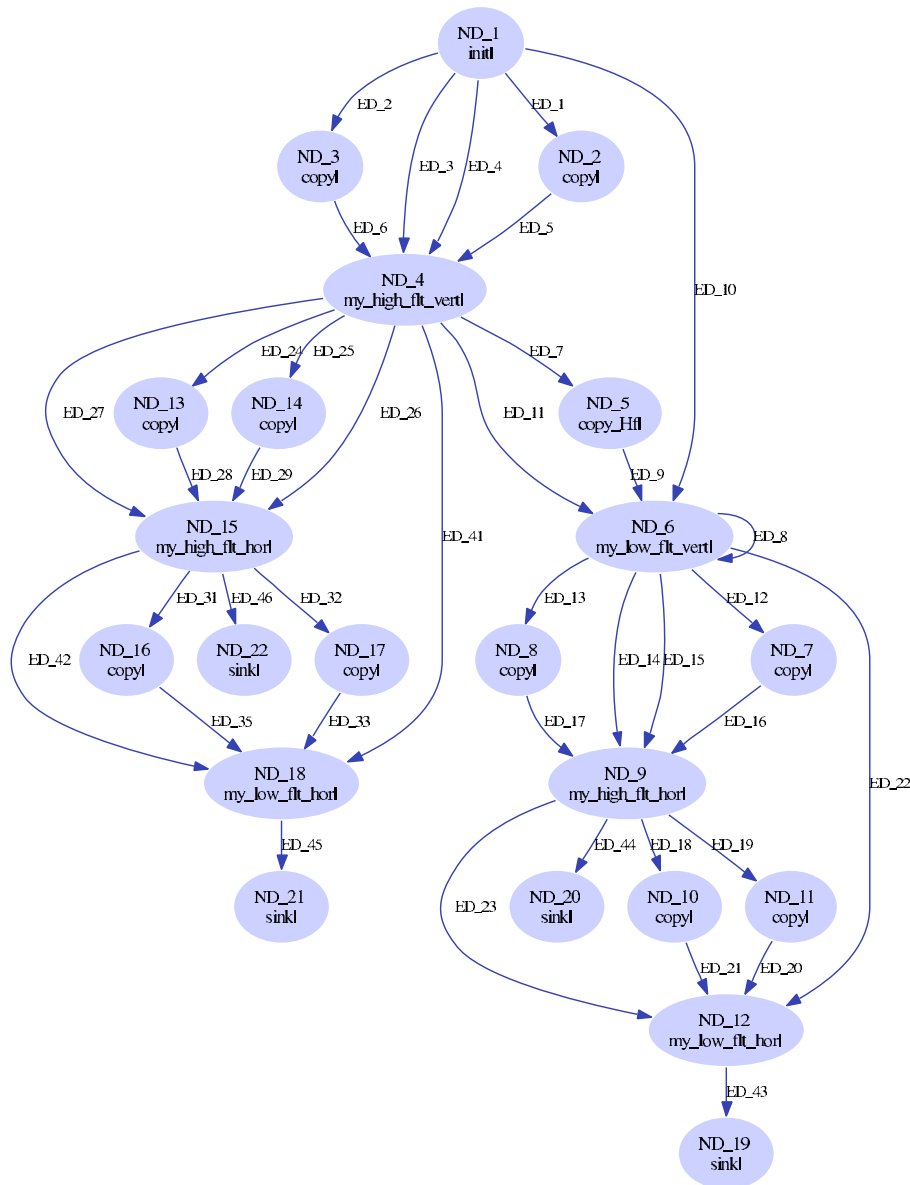 ND_1
init|
ED_2
ED_1
ND_3
copy|
ED_3
ED_4
ND_2
copy|
ED_6
ED_5
ND_4
my_high_flt_vert|
ED_10
ED_24
ED_25
ED_7
ND_13
copy|
ND_14
copy|
ED_27
ED_26
ED_11
ND_5
copy_Hf|
ED_28
ED_29
ED_9
ND_15
my_high_flt_hor|
ED_41
ND_6
my_low_flt_vert|
ED_8
ED_31
ED_46
ED_32
ED_13
ED_12
ED_42
ND_16
copy|
ND_22
sink|
ND_17
copy|
ND_8
copy|
ED_14
ED_15
ND_7
copy|
ED_35
ED_33
ED_17
ED_16
ND_18
my_low_flt_hor|
ND_9
my_high_flt_hor|
ED_22
ED_45
ED_44
ED_18
ED_19
ND_21
sink|
ED_23
ND_20
sink|
ND_10
copy|
ND_11
copy|
ED_21
ED_20
ND_12
my_low_flt_hor|
ED_43
ND_19
sink|